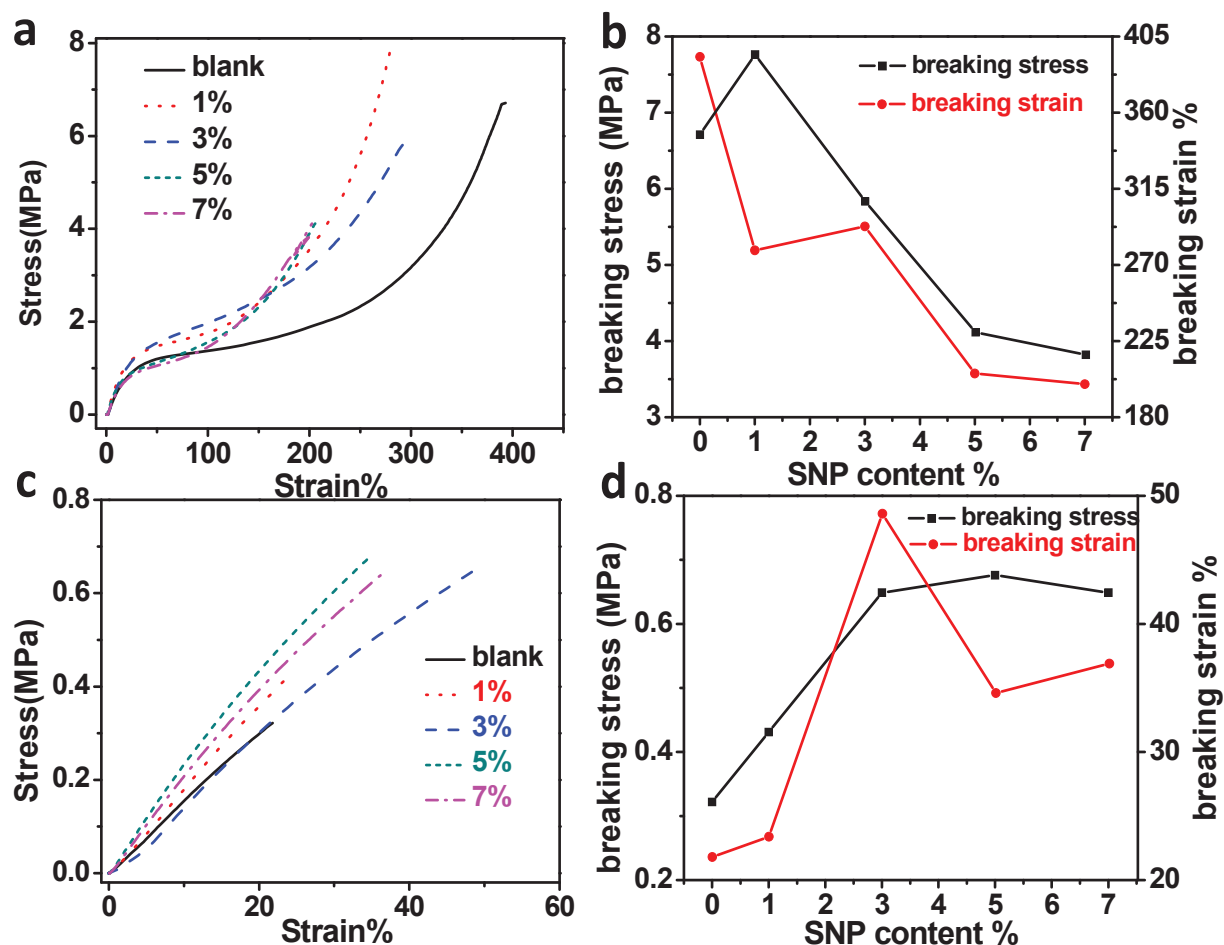 a
Stress(MPa)
8
6
4
2
0
blank
1%
3%
5%
7%
0 100 200 300 400
Strain%
b
breaking stress (MPa)
8
7
6
5
4
3
breaking stress
breaking strain
405
360
315
270
225
180
breaking strain %
0 1 2 3 4 5 6 7
SNP content %
c
Stress(MPa)
0.8
0.6
0.4
0.2
0.0
blank
1%
3%
5%
7%
0 20 40 60
Strain%
d
breaking stress (MPa)
0.8
0.6
0.4
0.2
breaking stress
breaking strain
50
40
30
20
breaking strain %
0 1 2 3 4 5 6 7
SNP content %